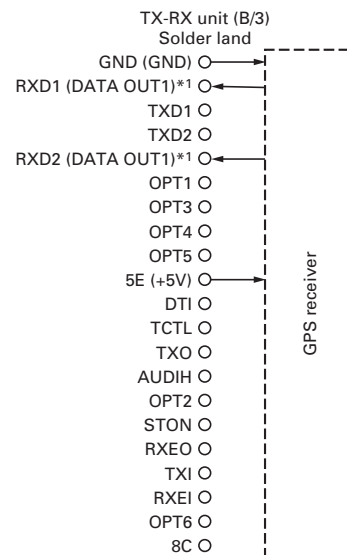 TX-RX unit (B/3)
Solder land
GND (GND)
RXD1 (DATA OUT1)*1
TXD1
TXD2
RXD2 (DATA OUT1)*1
OPT1
OPT3
OPT4
OPT5
5E (+5V)
DTI
TCTL
TXO
AUDIH
OPT2
STON
RXEO
TXI
RXEI
OPT6
8C
GPS receiver